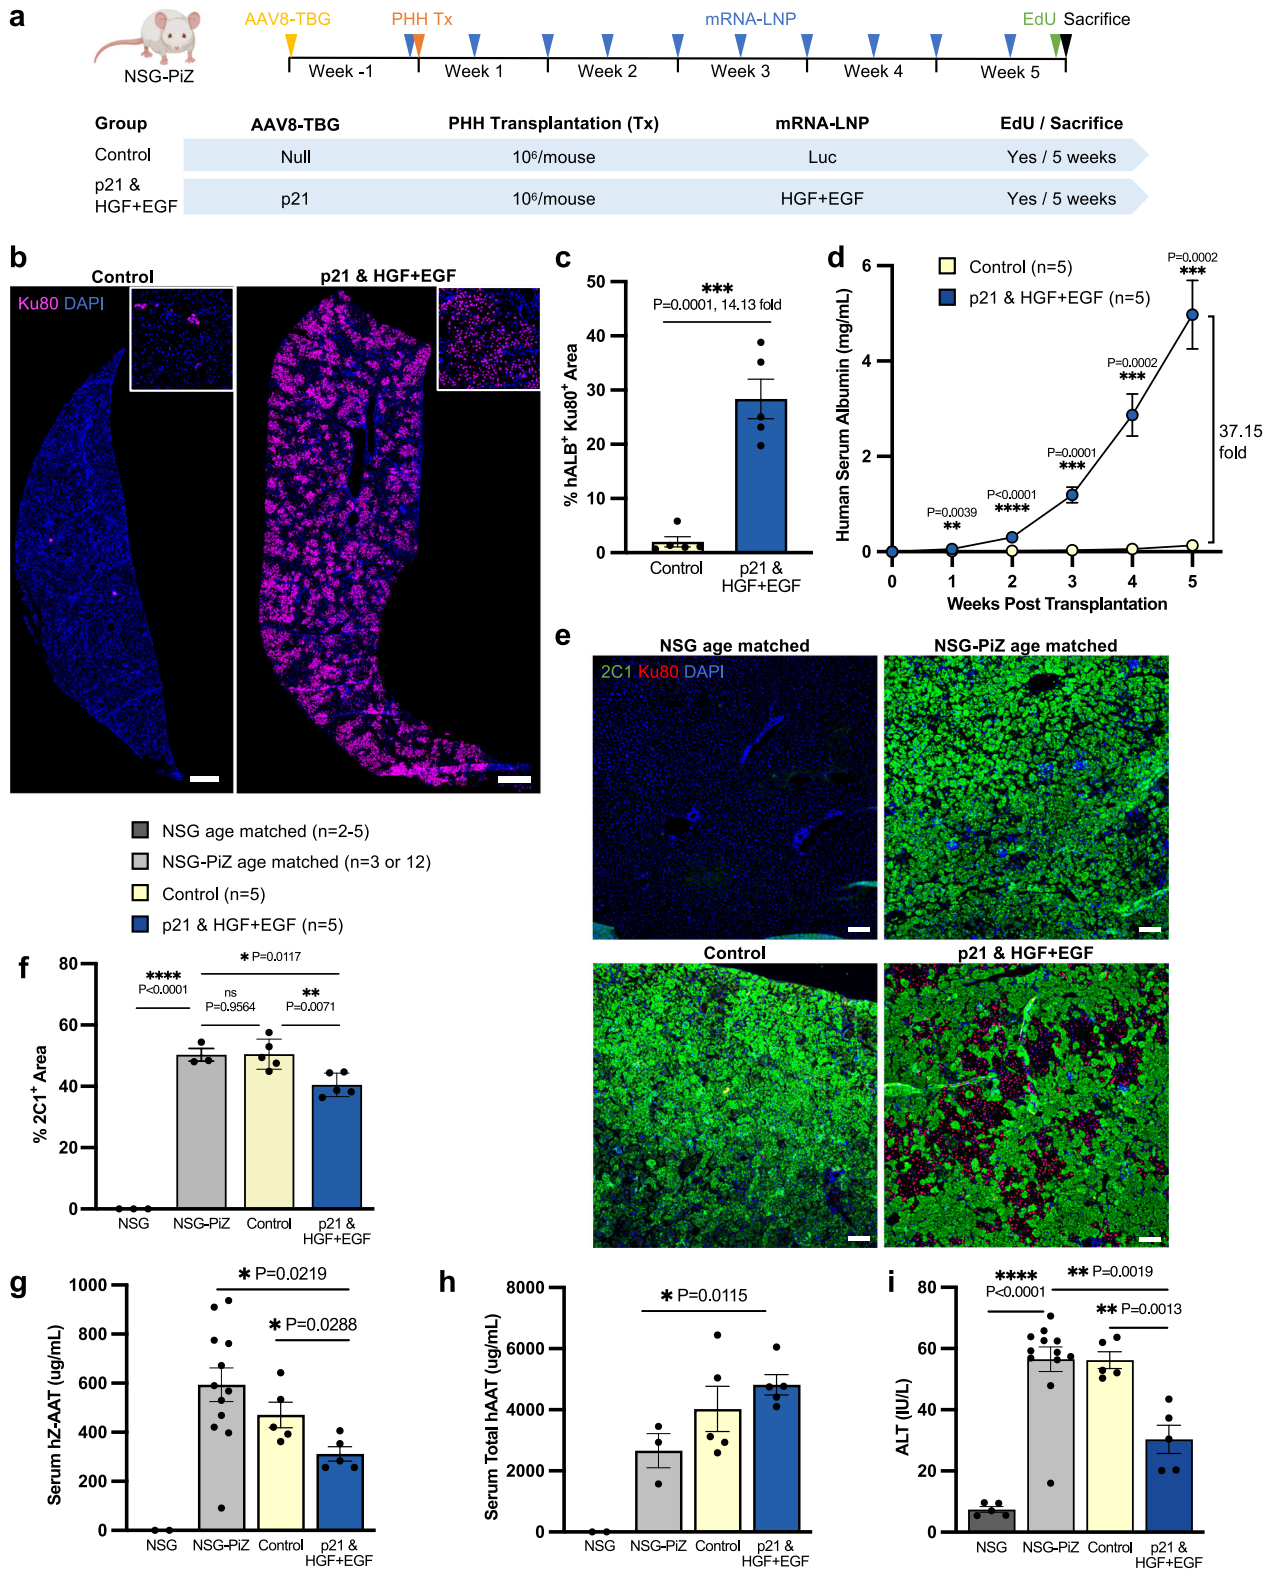 a
AAV8-TBG PHH Tx mRNA-LNP EdU Sacrifice
NSG-PiZ
Week -1 Week 1 Week 2 Week 3 Week 4 Week 5
Group AAV8-TBG PHH Transplantation (Tx) mRNA-LNP EdU / Sacrifice
Control Null 10⁶/mouse Luc Yes / 5 weeks
p21 &
HGF+EGF p21 10⁶/mouse HGF+EGF Yes / 5 weeks
b
Control p21 & HGF+EGF
Ku80 DAPI
c
% hALB⁺ Ku80⁺ Area
50
40
30
20
10
0
***
P=0.0001, 14.13 fold
Control p21 &
HGF+EGF
d
Human Serum Albumin (mg/mL)
6
4
2
0
Control (n=5)
p21 & HGF+EGF (n=5)
P=0.0039
**
P<0.0001
****
P=0.0001
***
P=0.0002
***
P=0.0002
***
37.15
fold
0 1 2 3 4 5
Weeks Post Transplantation
e
NSG age matched NSG-PiZ age matched
2C1 Ku80 DAPI
Control p21 & HGF+EGF
NSG age matched (n=2-5)
NSG-PiZ age matched (n=3 or 12)
Control (n=5)
p21 & HGF+EGF (n=5)
f
% 2C1⁺ Area
80
60
40
20
0
* P=0.0117
****
P<0.0001
ns
P=0.9564
**
P=0.0071
NSG NSG-PiZ Control p21 &
HGF+EGF
g
Serum hZ-AAT (ug/mL)
1000
800
600
400
200
0
* P=0.0219
* P=0.0288
NSG NSG-PiZ Control p21 &
HGF+EGF
h
Serum Total hAAT (ug/mL)
8000
6000
4000
2000
0
* P=0.0115
NSG NSG-PiZ Control p21 &
HGF+EGF
i
ALT (IU/L)
80
60
40
20
0
****
P<0.0001
** P=0.0019
** P=0.0013
NSG NSG-PiZ Control p21 &
HGF+EGF